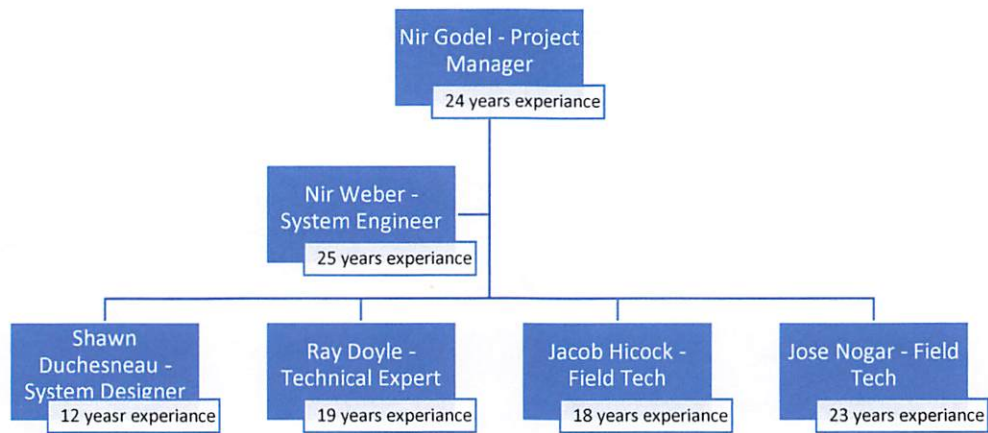 Nir Godel - Project
Manager
24 years experiance
Nir Weber -
System Engineer
25 years experiance
Shawn
Duchesneau -
System Designer
12 yeasr experiance
Ray Doyle -
Technical Expert
19 years experiance
Jacob Hicock -
Field Tech
18 years experiance
Jose Nogar - Field
Tech
23 years experiance